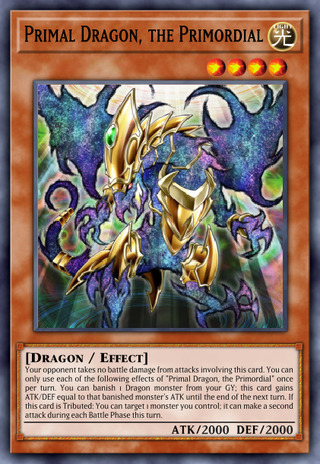 Primal Dragon, the Primordial
LIGHT
光
[Dragon / Effect]
Your opponent takes no battle damage from attacks involving this card. You can
only use each of the following effects of "Primal Dragon, the Primordial" once
per turn. You can banish 1 Dragon monster from your GY; this card gains
ATK/DEF equal to that banished monster's ATK until the end of the next turn. If
this card is Tributed: You can target 1 monster you control; it can make a second
attack during each Battle Phase this turn.
ATK/2000 DEF/2000